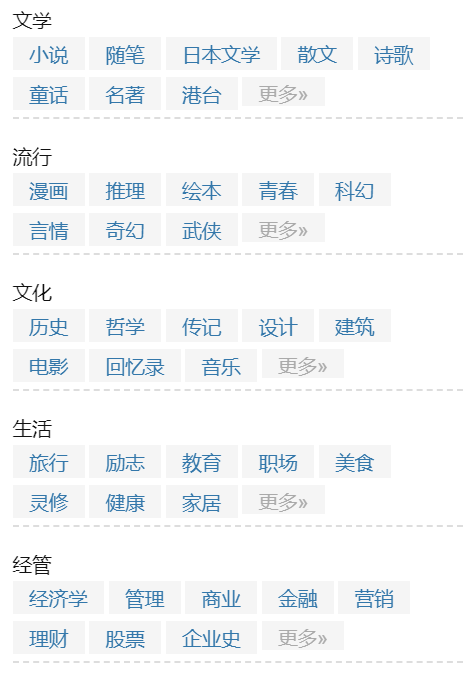 文学
小说 随笔 日本文学 散文 诗歌
童话 名著 港台 更多»
流行
漫画 推理 绘本 青春 科幻
言情 奇幻 武侠 更多»
文化
历史 哲学 传记 设计 建筑
电影 回忆录 音乐 更多»
生活
旅行 励志 教育 职场 美食
灵修 健康 家居 更多»
经管
经济学 管理 商业 金融 营销
理财 股票 企业史 更多»